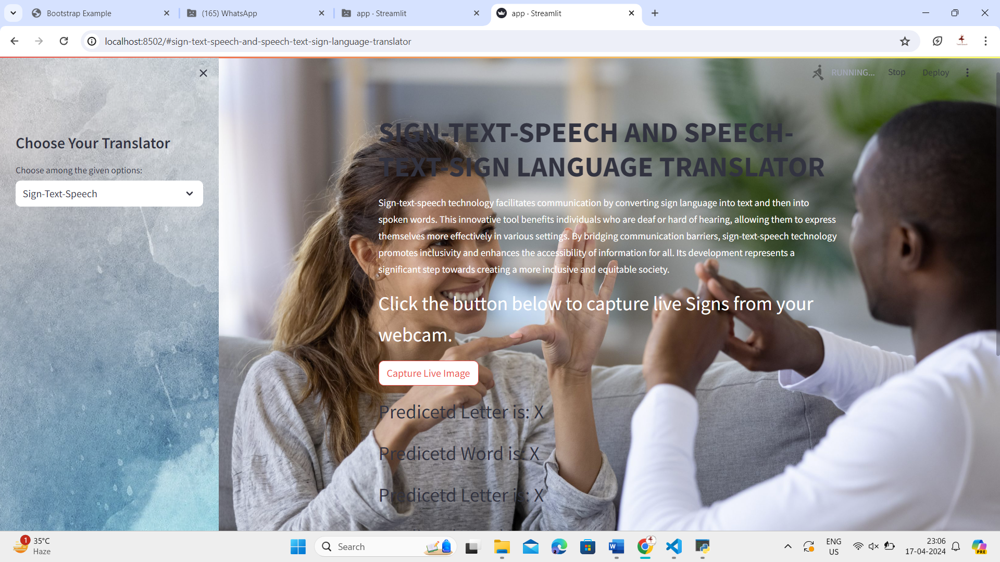 Bootstrap Example
(165) WhatsApp
app · Streamlit
app · Streamlit
localhost:8502/#sign-text-speech-and-speech-text-sign-language-translator
RUNNING...
Stop
Deploy
Choose Your Translator
Choose among the given options:
Sign-Text-Speech
SIGN-TEXT-SPEECH AND SPEECH-
TEXT-SIGN LANGUAGE TRANSLATOR
Sign-text-speech technology facilitates communication by converting sign language into text and then into
spoken words. This innovative tool benefits individuals who are deaf or hard of hearing, allowing them to express
themselves more effectively in various settings. By bridging communication barriers, sign-text-speech technology
promotes inclusivity and enhances the accessibility of information for all. Its development represents a
significant step towards creating a more inclusive and equitable society.
Click the button below to capture live Signs from your
webcam.
Capture Live Image
Predicetd Letter is: X
Predicetd Word is: X
Predicetd Letter is: X
1
35°C
Haze
Search
W
ENG
US
23:06
17-04-2024
PRE